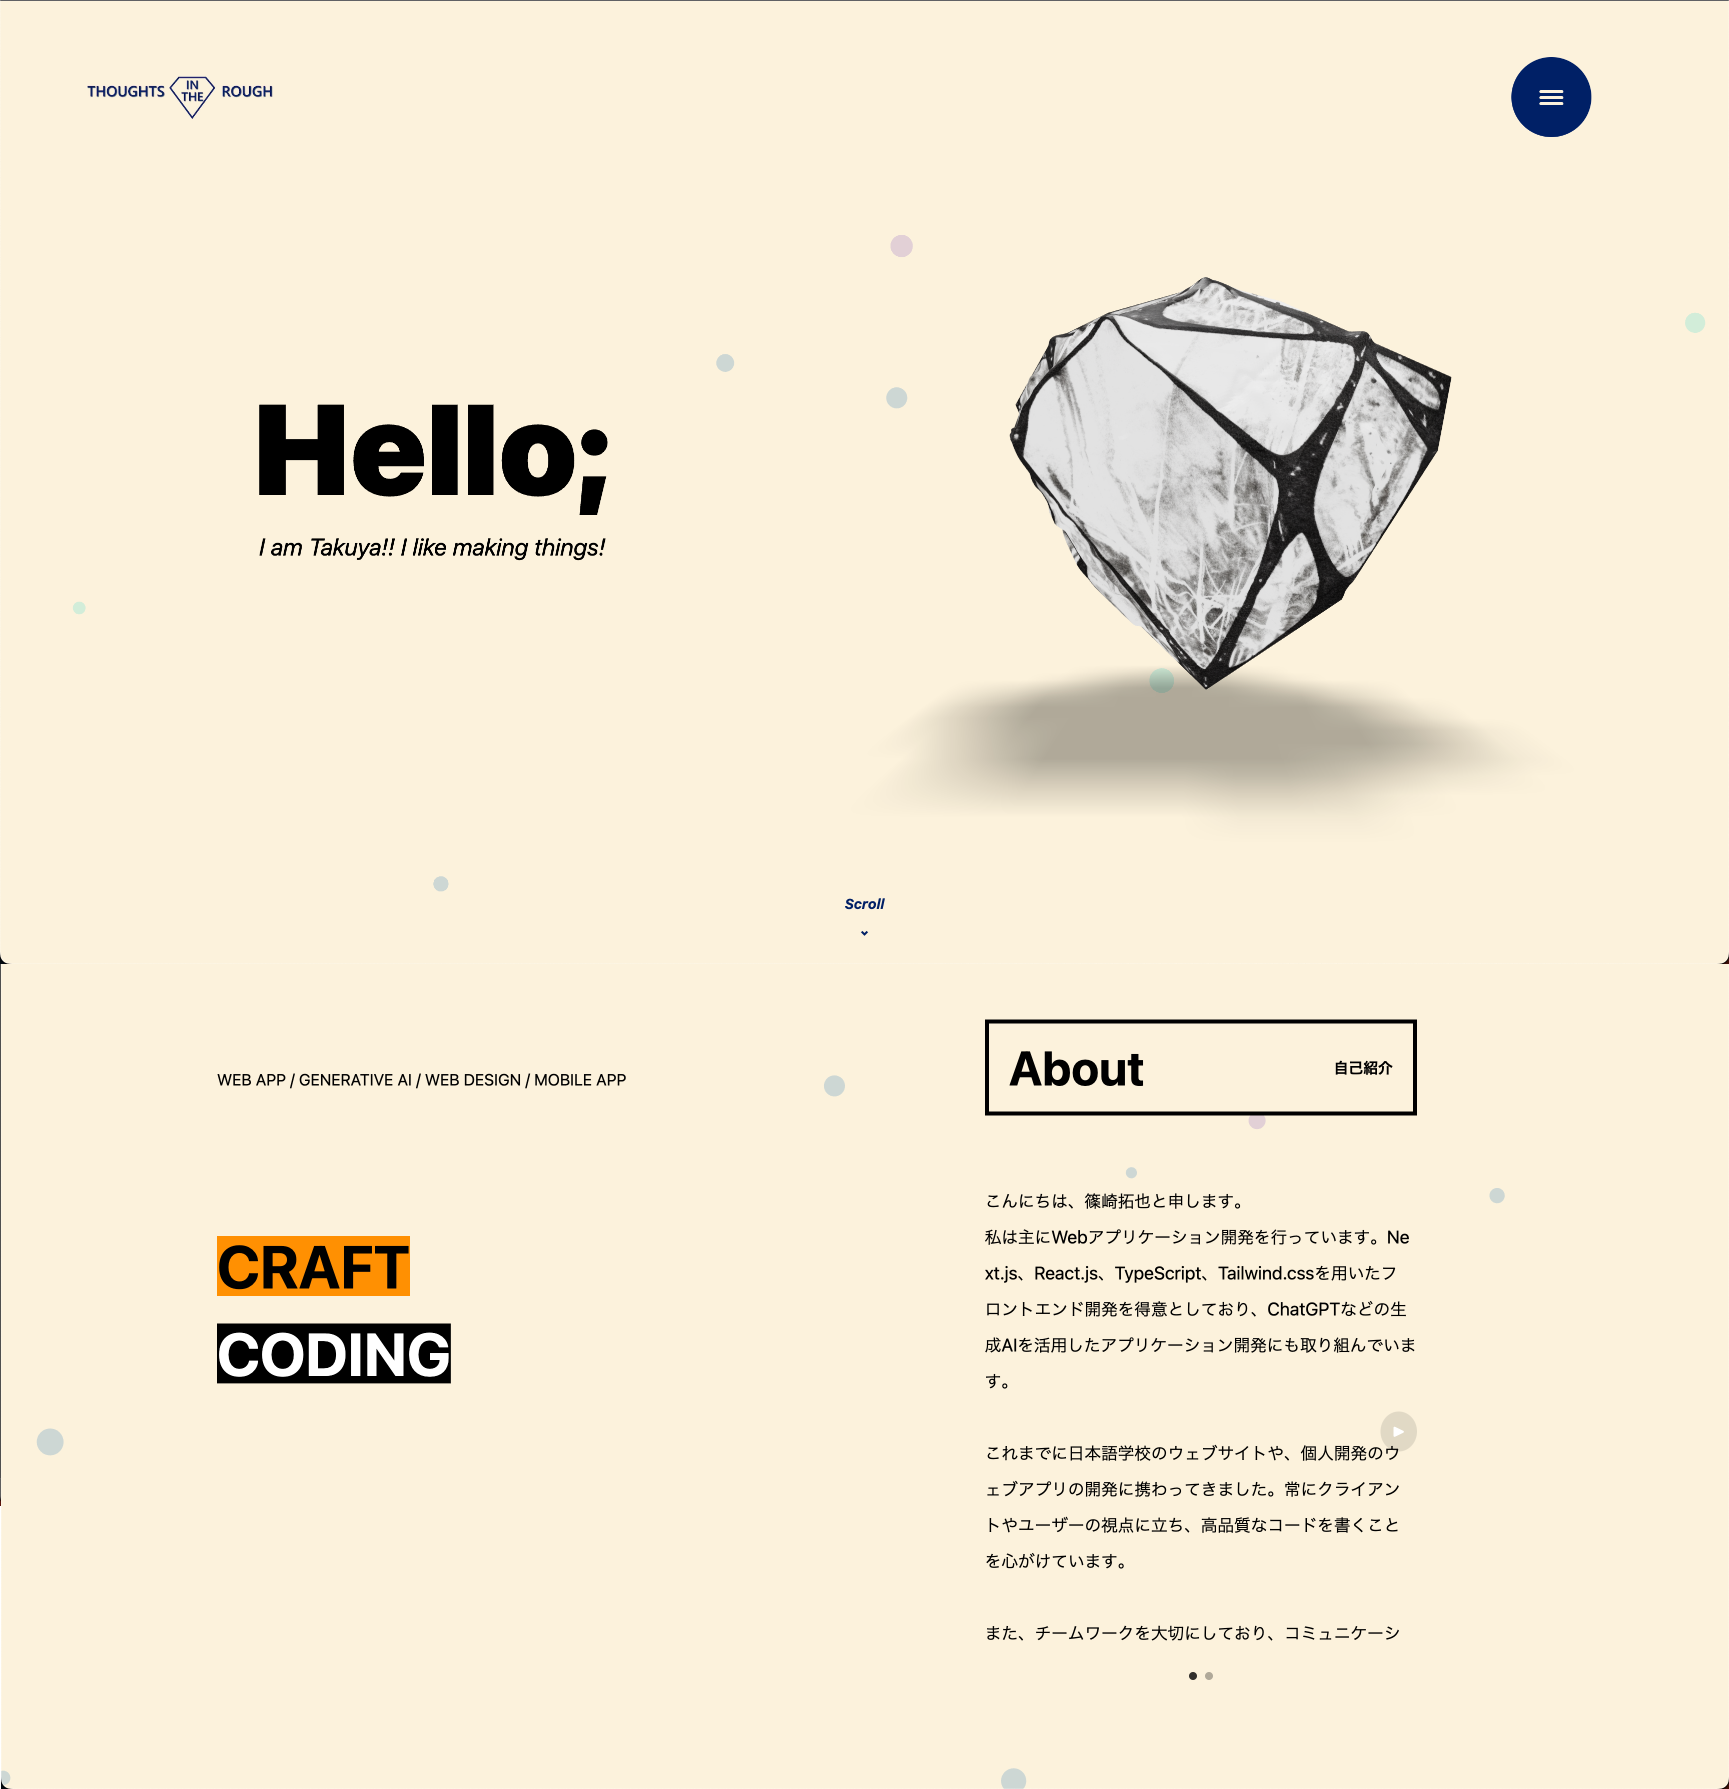 THOUGHTS IN THE ROUGH
Hello;
I am Takuya!! I like making things!
Scroll
WEB APP / GENERATIVE AI / WEB DESIGN / MOBILE APP
CRAFT
CODING
About
自己紹介
こんにちは、篠崎拓也と申します。
私は主にWebアプリケーション開発を行っています。Ne
xt.js、React.js、TypeScript、Tailwind.cssを用いたフ
ロントエンド開発を得意としており、ChatGPTなどの生
成AIを活用したアプリケーション開発にも取り組んでいま
す。
これまでに日本語学校のウェブサイトや、個人開発のウ
ェブアプリの開発に携わってきました。常にクライアン
トやユーザーの視点に立ち、高品質なコードを書くこと
を心がけています。
また、チームワークを大切にしており、コミュニケーシ